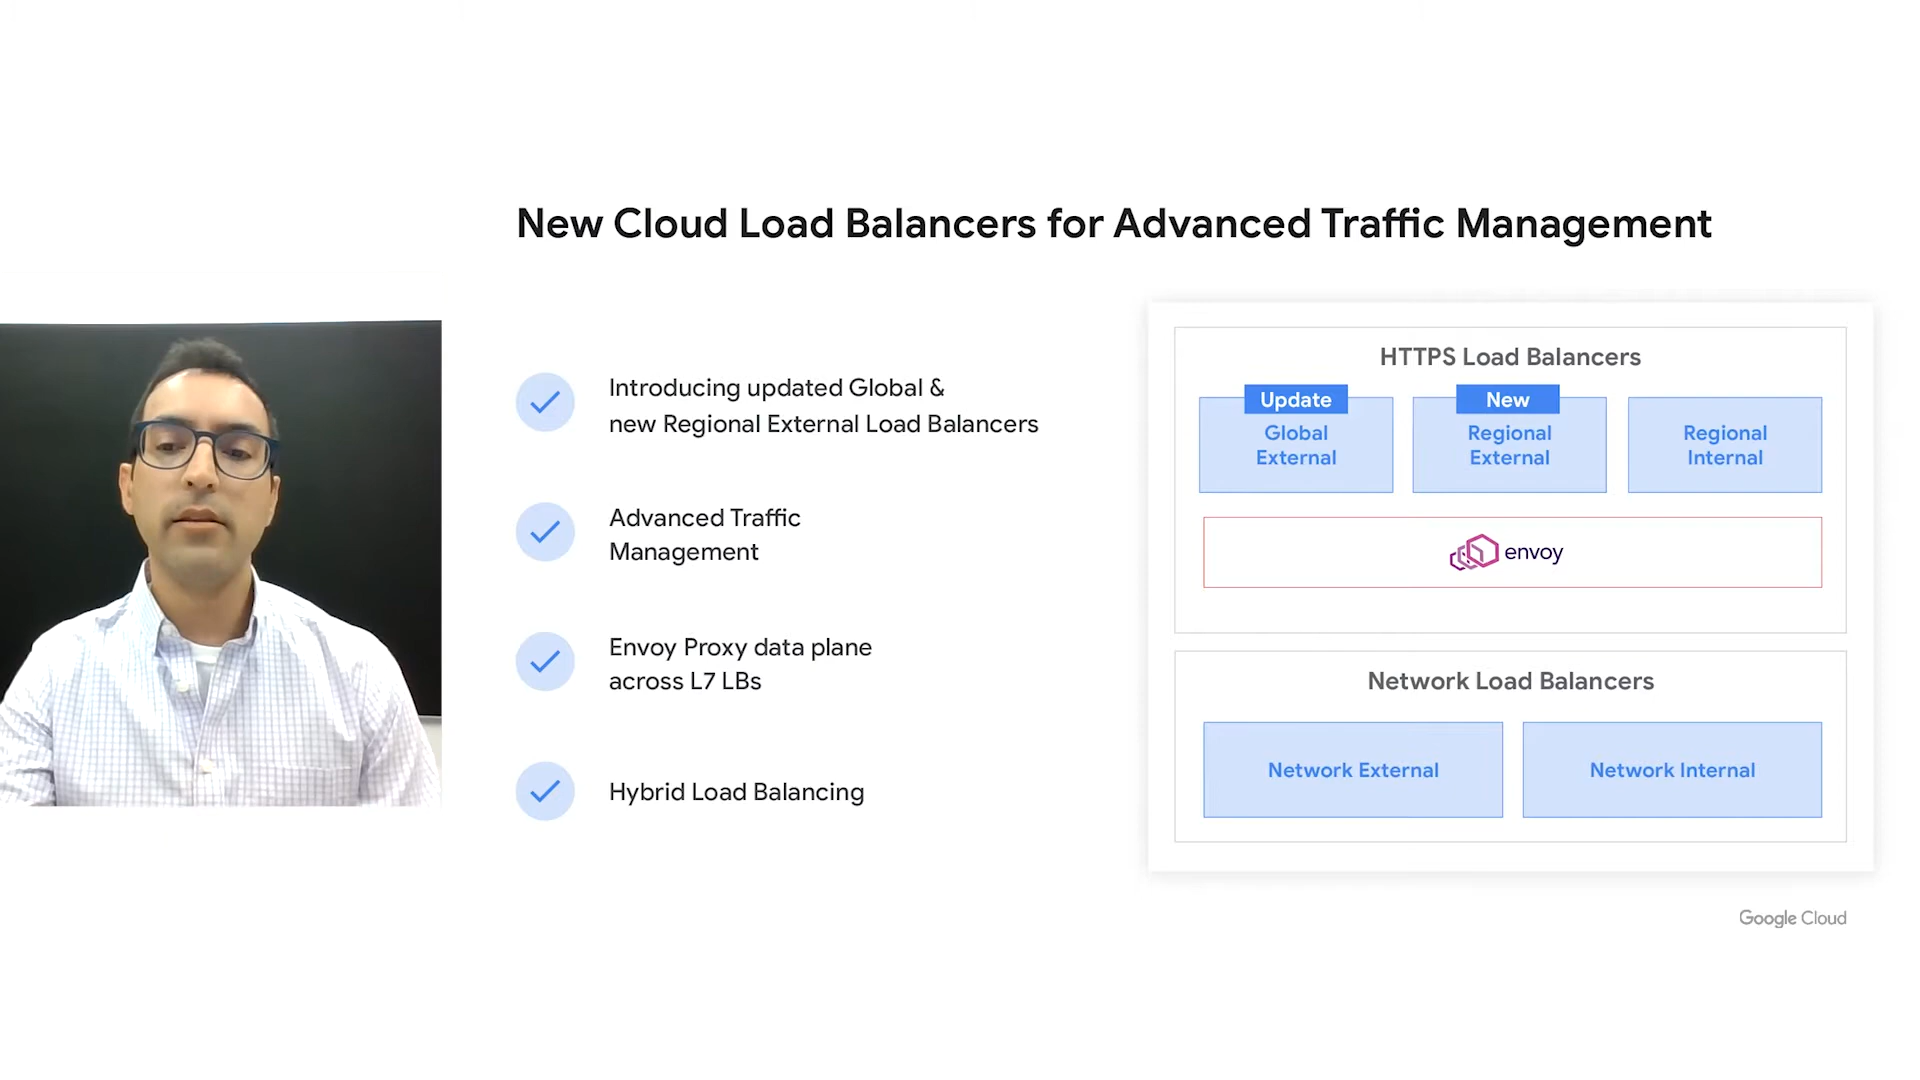 New Cloud Load Balancers for Advanced Traffic Management
Introducing updated Global &
new Regional External Load Balancers
Advanced Traffic
Management
Envoy Proxy data plane
across L7 LBs
Hybrid Load Balancing
HTTPS Load Balancers
Update
Global
External
New
Regional
External
Regional
Internal
envoy
Network Load Balancers
Network External
Network Internal
Google Cloud